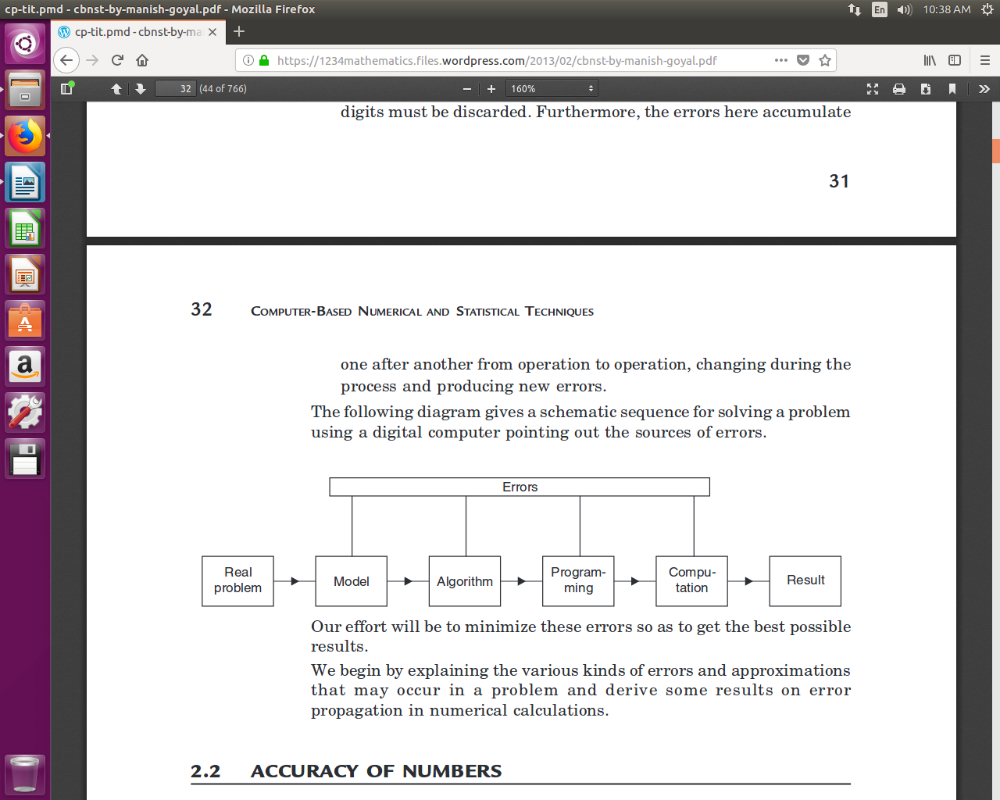 cp-tit.pmd - cbnst-by-manish-goyal.pdf - Mozilla Firefox
En
10:38 AM
cp-tit.pmd - cbnst-by-ma
https://1234mathematics.files.wordpress.com/2013/02/cbnst-by-manish-goyal.pdf
32 (44 of 766)
160%
digits must be discarded. Furthermore, the errors here accumulate
31
32 COMPUTER-BASED NUMERICAL AND STATISTICAL TECHNIQUES
one after another from operation to operation, changing during the
process and producing new errors.
The following diagram gives a schematic sequence for solving a problem
using a digital computer pointing out the sources of errors.
Errors
Real
problem
Model
Algorithm
Program-
ming
Compu-
tation
Result
Our effort will be to minimize these errors so as to get the best possible
results.
We begin by explaining the various kinds of errors and approximations
that may occur in a problem and derive some results on error
propagation in numerical calculations.
2.2 ACCURACY OF NUMBERS